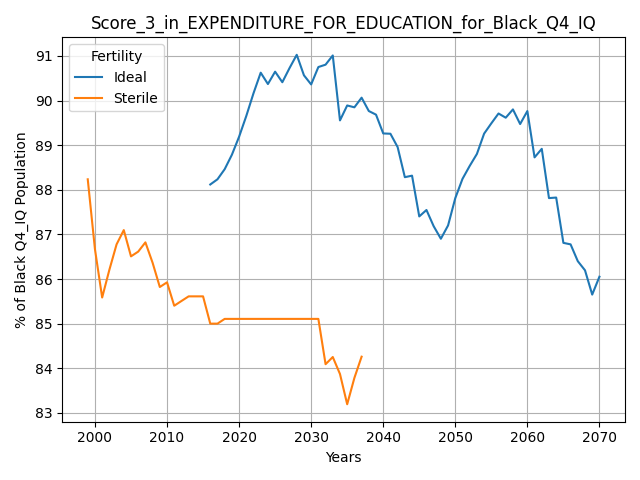 Score_3_in_EXPENDITURE_FOR_EDUCATION_for_Black_Q4_IQ
Fertility
Ideal
Sterile
% of Black Q4_IQ Population
91
90
89
88
87
86
85
84
83
2000 2010 2020 2030 2040 2050 2060 2070
Years